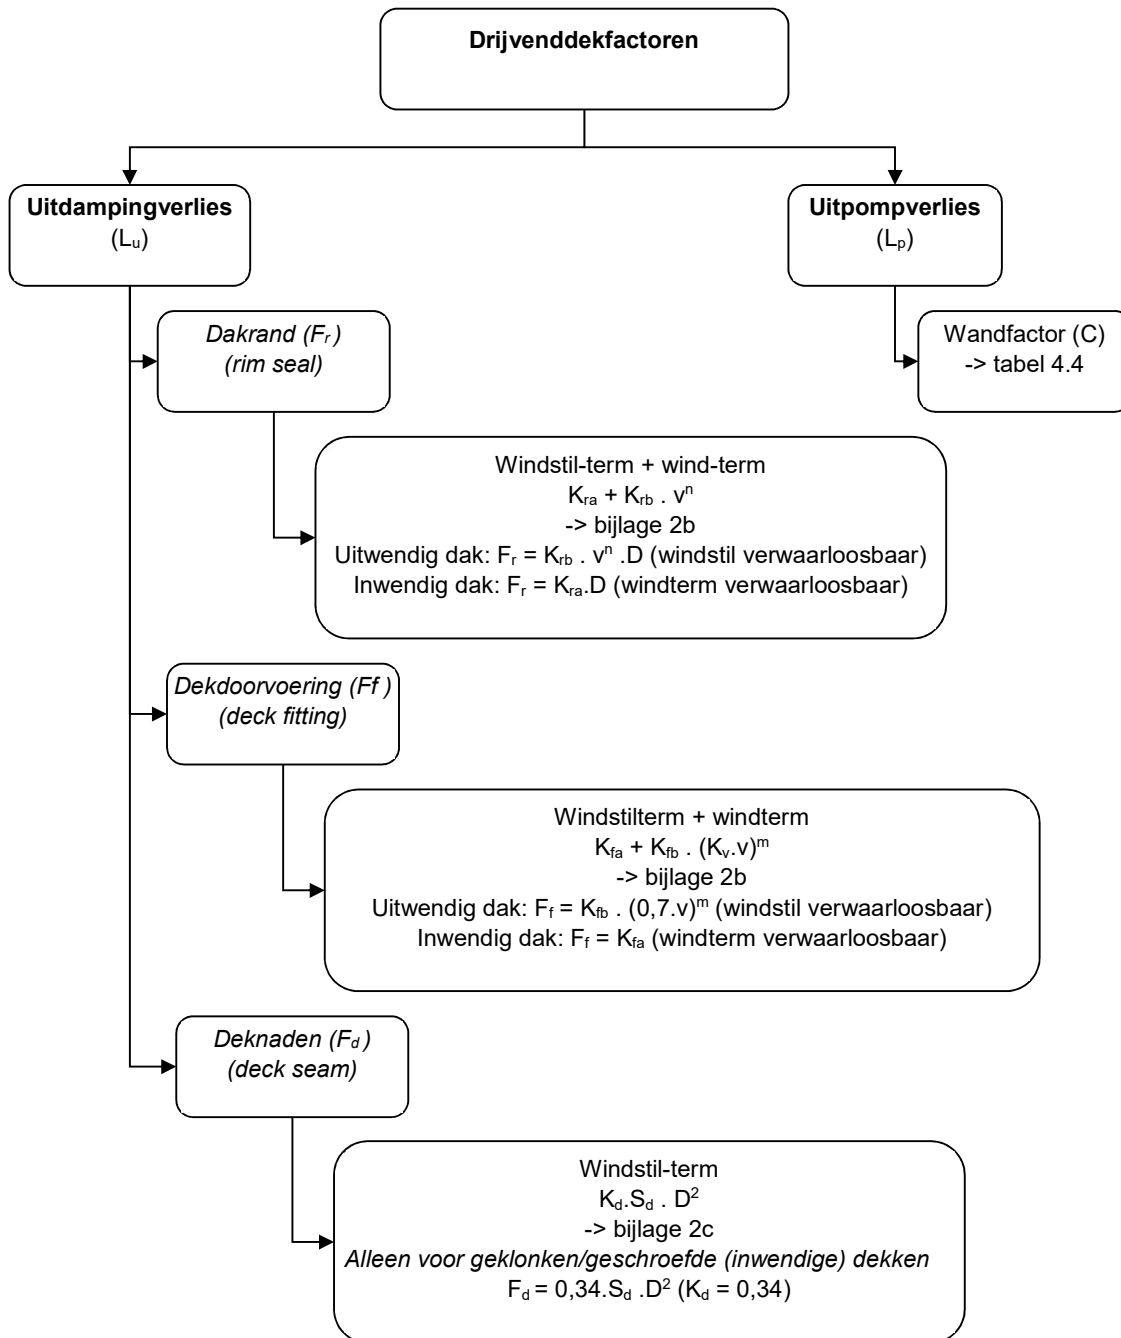 Drijvenddekfactoren
Uitdampingverlies
(Lᵤ)
Uitpompverlies
(Lₚ)
Dakrand (Fᵣ)
(rim seal)
Wandfactor (C)
-> tabel 4.4
Windstil-term + wind-term
Kᵣₐ + Kᵣb . vⁿ
-> bijlage 2b
Uitwendig dak: Fᵣ = Kᵣb . vⁿ .D (windstil verwaarloosbaar)
Inwendig dak: Fᵣ = Kᵣₐ.D (windterm verwaarloosbaar)
Dekdoorvoering (Ff )
(deck fitting)
Windstilterm + windterm
Kfa + Kfb . (Kᵥ.v)ᵐ
-> bijlage 2b
Uitwendig dak: Ff = Kfb . (0,7.v)ᵐ (windstil verwaarloosbaar)
Inwendig dak: Ff = Kfa (windterm verwaarloosbaar)
Deknaden (Fd )
(deck seam)
Windstil-term
Kd.Sd . D²
-> bijlage 2c
Alleen voor geklonken/geschroefde (inwendige) dekken
Fd = 0,34.Sd .D² (Kd = 0,34)